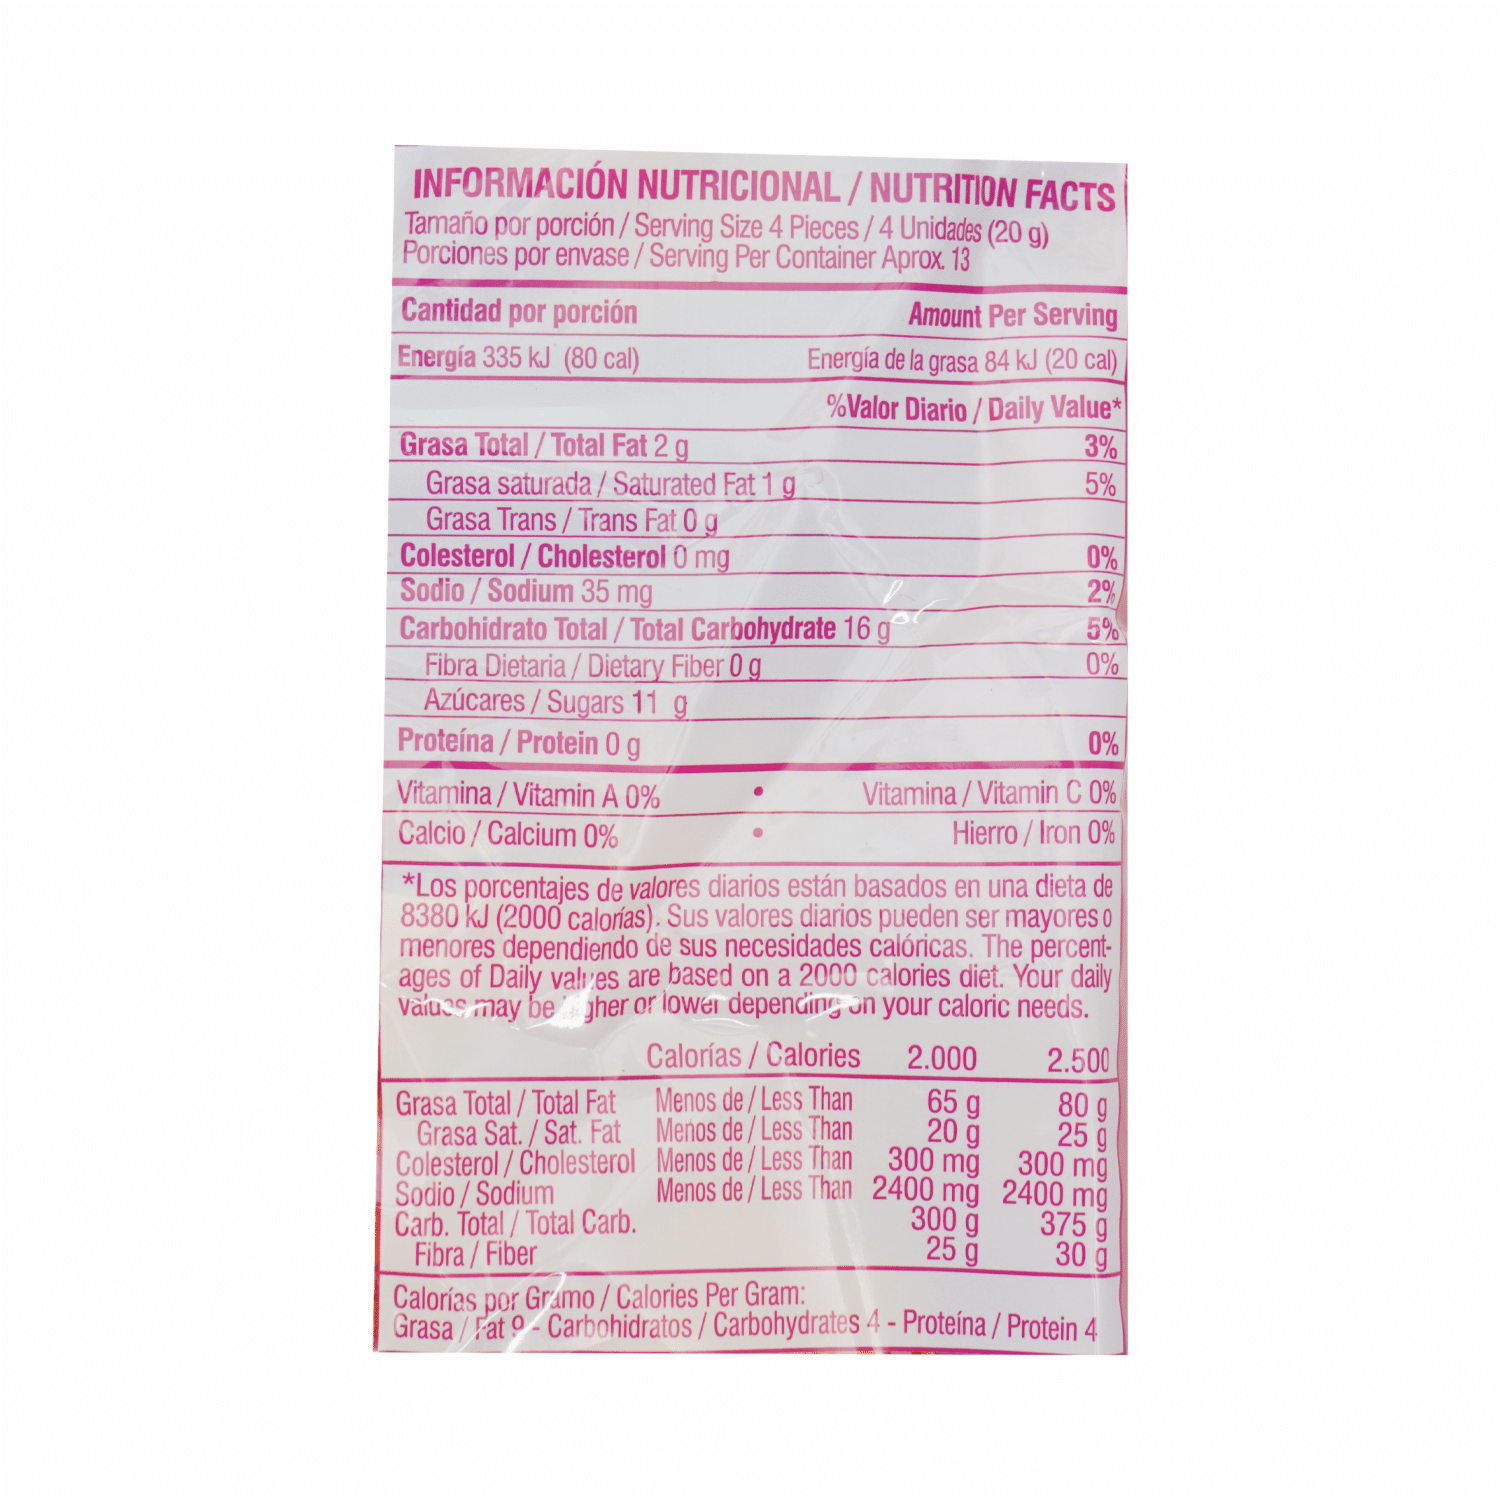 INFORMACIÓN NUTRICIONAL / NUTRITION FACTS
Tamaño por porción / Serving Size 4 Pieces / 4 Unidades (20 g)
Porciones por envase / Serving Per Container Aprox. 13
Cantidad por porción Amount Per Serving
Energía 335 kJ (80 cal) Energía de la grasa 84 kJ (20 cal)
%Valor Diario / Daily Value*
Grasa Total / Total Fat 2 g 3%
Grasa saturada / Saturated Fat 1 g 5%
Grasa Trans / Trans Fat 0 g
Colesterol / Cholesterol 0 mg 0%
Sodio / Sodium 35 mg 2%
Carbohidrato Total / Total Carbohydrate 16 g 5%
Fibra Dietaria / Dietary Fiber 0 g 0%
Azúcares / Sugars 11 g
Proteína / Protein 0 g 0%
Vitamina / Vitamin A 0% • Vitamina / Vitamin C 0%
Calcio / Calcium 0% • Hierro / Iron 0%
*Los porcentajes de valores diarios están basados en una dieta de
8380 kJ (2000 calorías). Sus valores diarios pueden ser mayores o
menores dependiendo de sus necesidades calóricas. The percent-
ages of Daily values are based on a 2000 calories diet. Your daily
values may be higher or lower depending on your caloric needs.
Calorías / Calories 2.000 2.500
Grasa Total / Total Fat Menos de / Less Than 65 g 80 g
Grasa Sat. / Sat. Fat Menos de / Less Than 20 g 25 g
Colesterol / Cholesterol Menos de / Less Than 300 mg 300 mg
Sodio / Sodium Menos de / Less Than 2400 mg 2400 mg
Carb. Total / Total Carb. 300 g 375 g
Fibra / Fiber 25 g 30 g
Calorías por Gramo / Calories Per Gram:
Grasa / Fat 9 - Carbohidratos / Carbohydrates 4 - Proteína / Protein 4